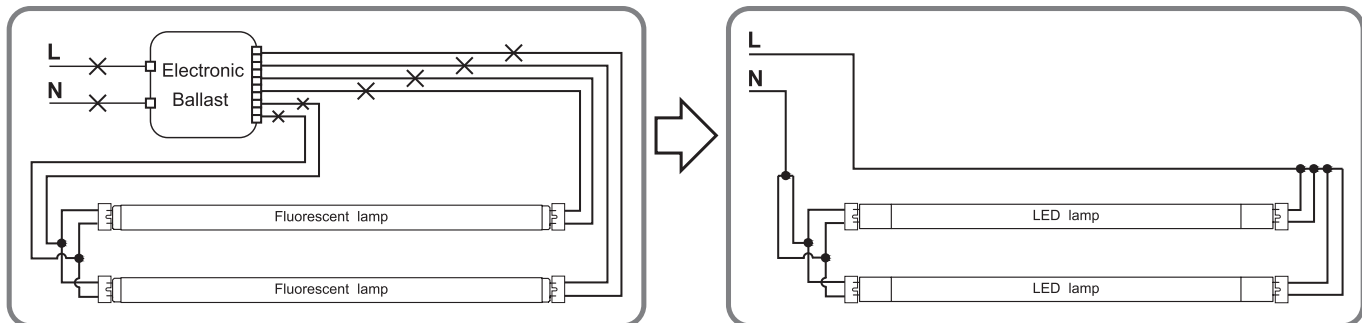 L
N
Electronic
Ballast
Fluorescent lamp
Fluorescent lamp
L
N
LED lamp
LED lamp